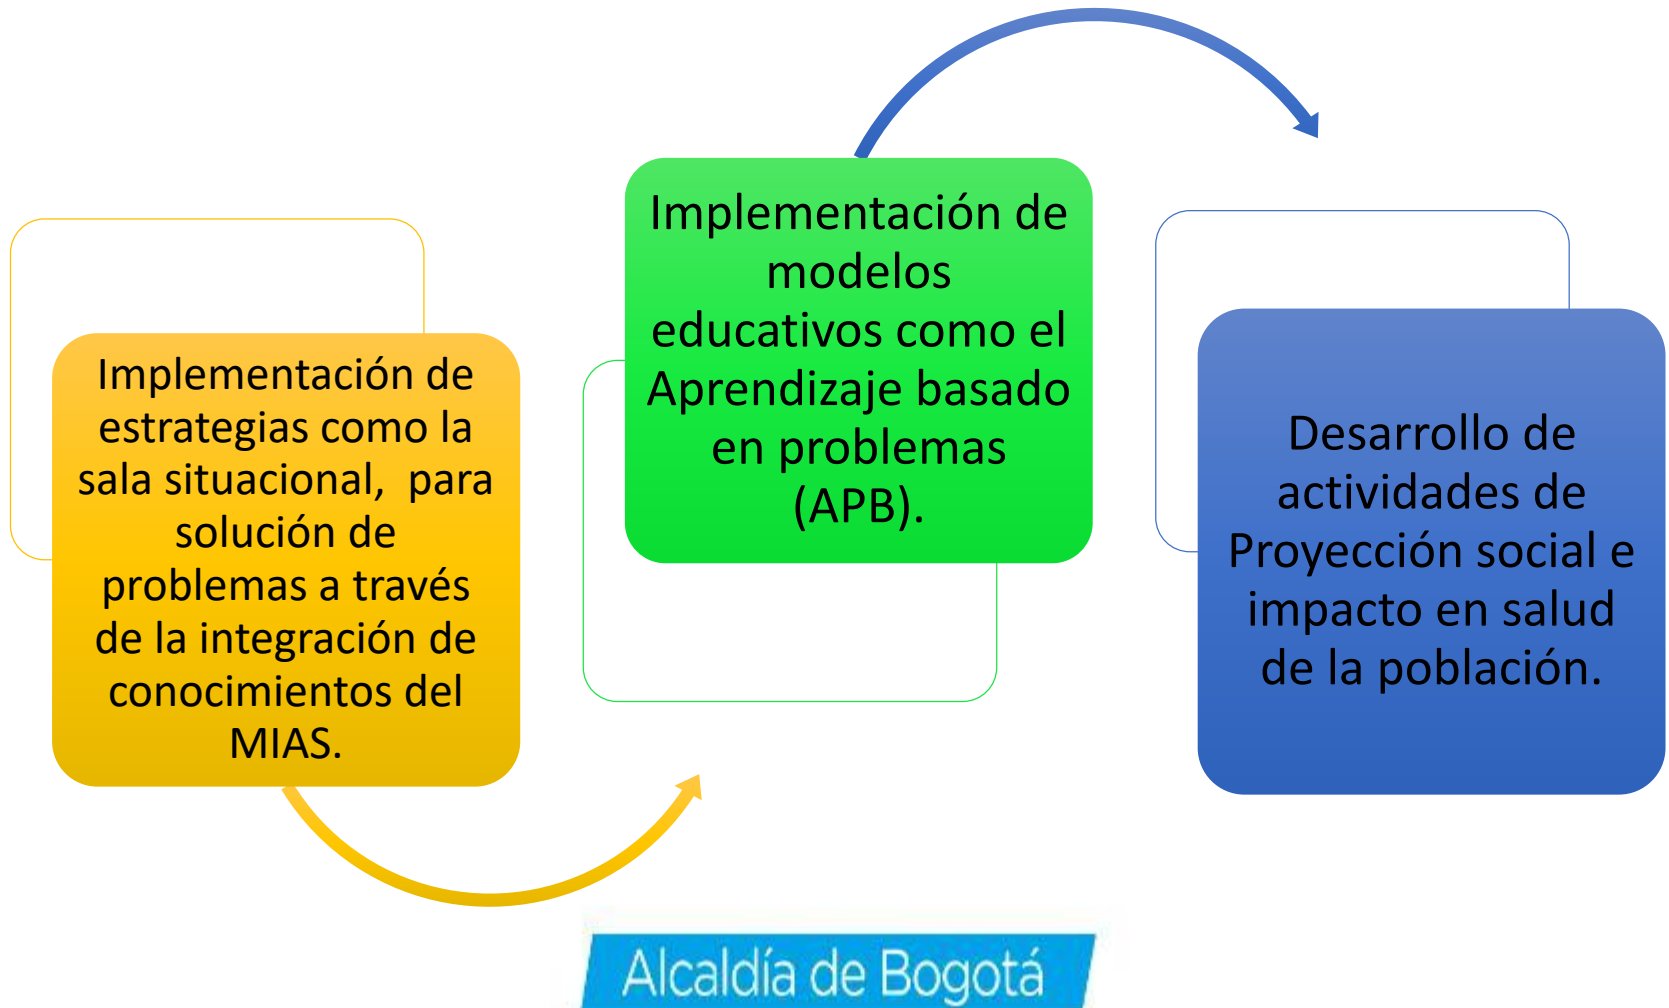 Implementación de
estrategias como la
sala situacional,  para
solución de
problemas a través
de la integración de
conocimientos del
MIAS.
Implementación de
modelos
educativos como el
Aprendizaje basado
en problemas
(APB).
Desarrollo de
actividades de
Proyección social e
impacto en salud
de la población.
Alcaldía de Bogotá